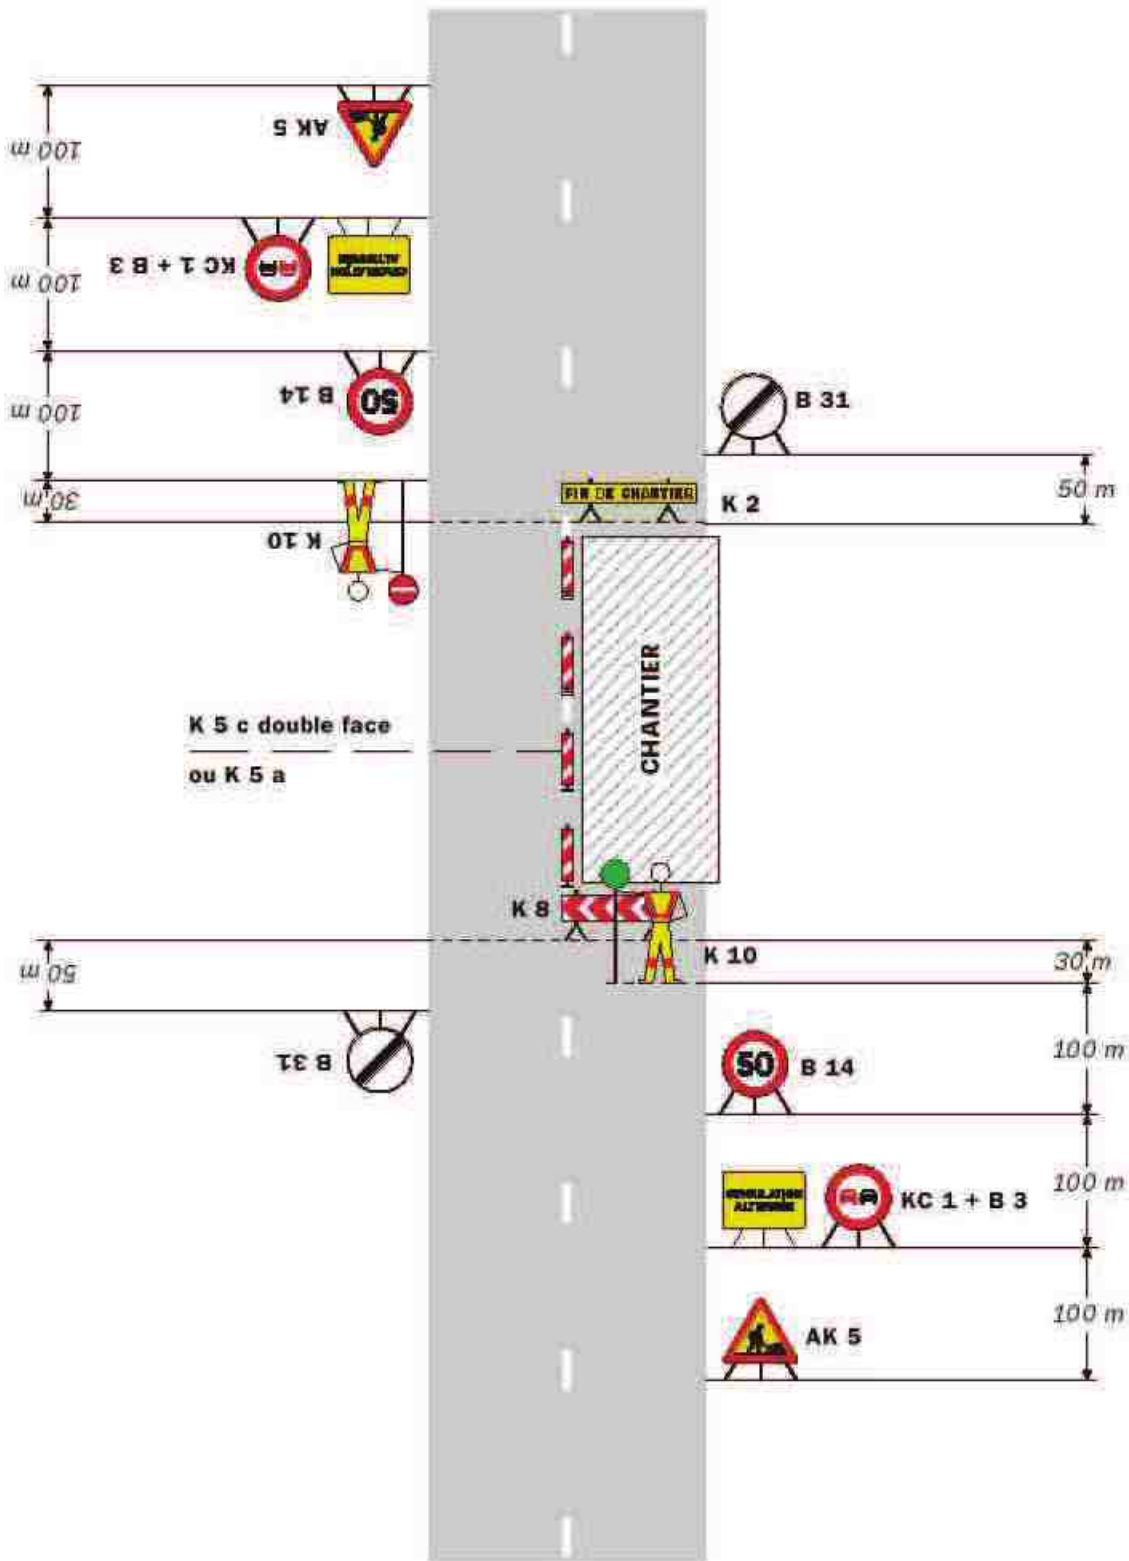 AK 5
100 m
KC 1 + B 3
100 m
B 14
50
100 m
B 31
30 m
FIN DE CHANTIER
K 2
50 m
K 10
CHANTIER
K 5 c double face
ou K 5 a
K 8
K 10
30 m
50 m
B 31
50
B 14
100 m
CIRCULATION
ALTERNEE
KC 1 + B 3
100 m
AK 5
100 m